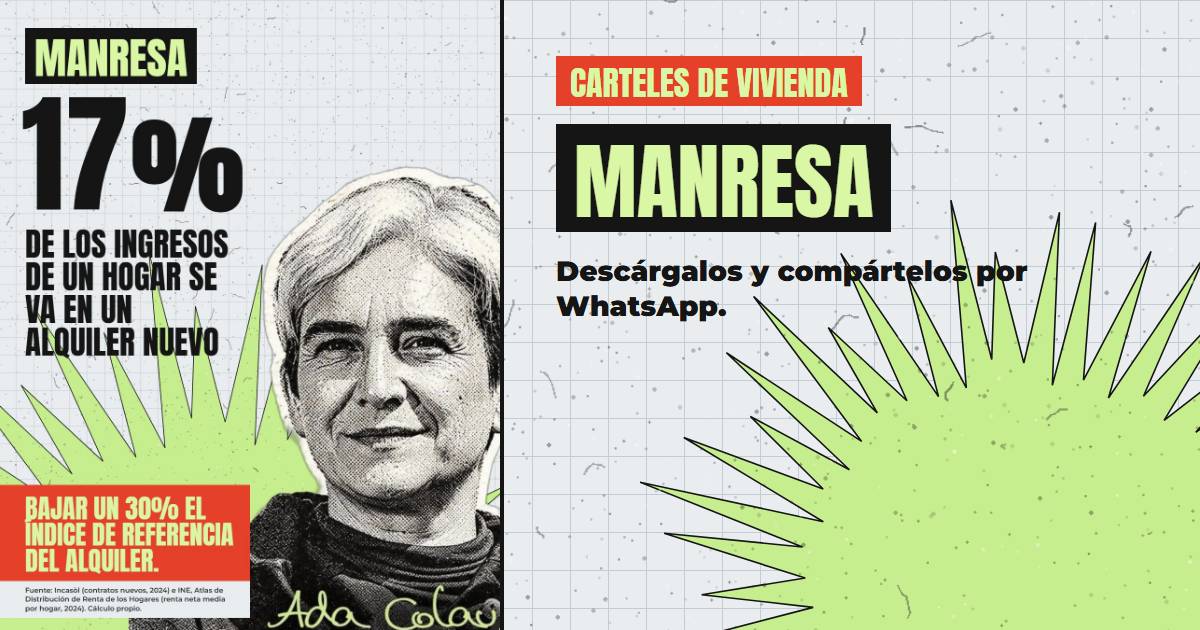 MANRESA
17%
DE LOS INGRESOS
DE UN HOGAR SE
VA EN UN
ALQUILER NUEVO
BAJAR UN 30% EL
ÍNDICE DE REFERENCIA
DEL ALQUILER.
Fuente: Incasòl (contratos nuevos, 2024) e INE, Atlas de
Distribución de Renta de los Hogares (renta neta media
por hogar, 2024). Cálculo propio.
Ada Colau
CARTELES DE VIVIENDA
MANRESA
Descárgalos y compártelos por
WhatsApp.